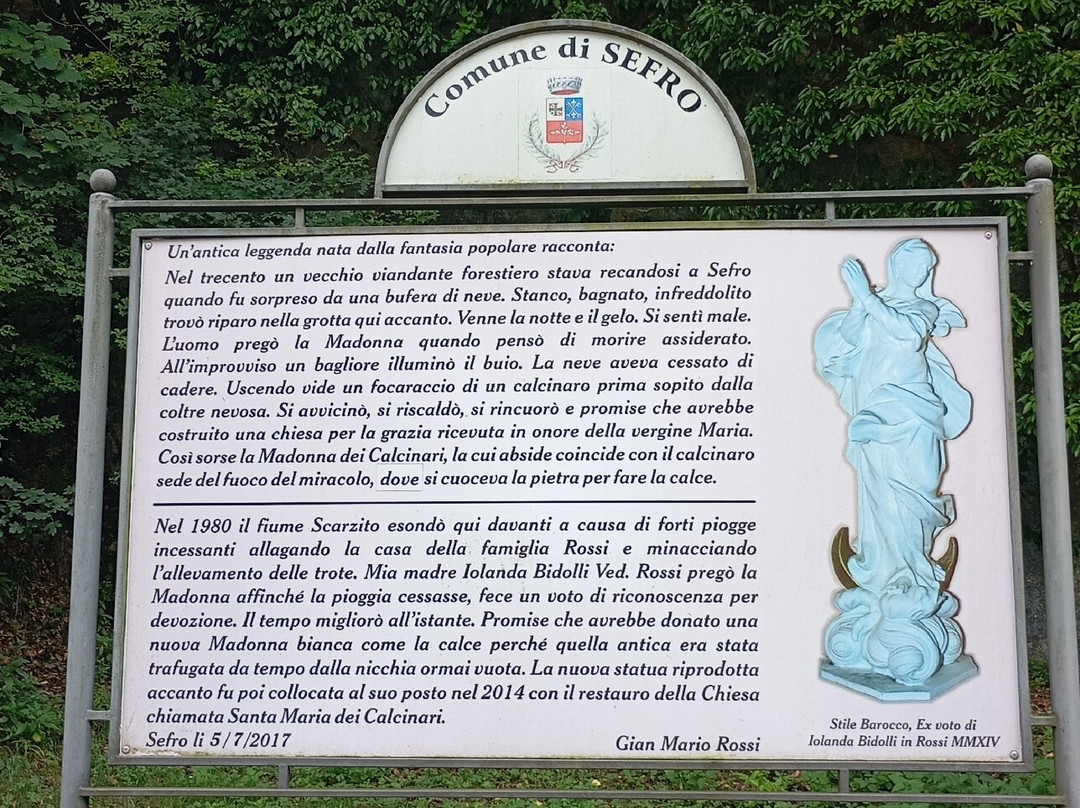 Comune di SEFRO
Un'antica leggenda nata dalla fantasia popolare racconta:
Nel trecento un vecchio viandante forestiero stava recandosi a Sefro
quando fu sorpreso da una bufera di neve. Stanco, bagnato, infreddolito
trovò riparo nella grotta qui accanto. Venne la notte e il gelo. Si sentì male.
L'uomo pregò la Madonna quando pensò di morire assiderato.
All'improvviso un bagliore illuminò il buio. La neve aveva cessato di
cadere. Uscendo vide un focaraccio di un calcinaro prima sopito dalla
coltre nevosa. Si avvicinò, si riscaldò, si rincuorò e promise che avrebbe
costruito una chiesa per la grazia ricevuta in onore della vergine Maria.
Così sorse la Madonna dei Calcinari, la cui abside coincide con il calcinaro
sede del fuoco del miracolo, dove si cuoceva la pietra per fare la calce.
Nel 1980 il fiume Scarzito esondò qui davanti a causa di forti piogge
incessanti allagando la casa della famiglia Rossi e minacciando
l'allevamento delle trote. Mia madre Iolanda Bidolli Ved. Rossi pregò la
Madonna affinché la pioggia cessasse, fece un voto di riconoscenza per
devozione. Il tempo migliorò all'istante. Promise che avrebbe donato una
nuova Madonna bianca come la calce perché quella antica era stata
trafugata da tempo dalla nicchia ormai vuota. La nuova statua riprodotta
accanto fu poi collocata al suo posto nel 2014 con il restauro della Chiesa
chiamata Santa Maria dei Calcinari.
Sefro li 5/7/2017 Gian Mario Rossi
Stile Barocco, Ex voto di
Iolanda Bidolli in Rossi MMXIV